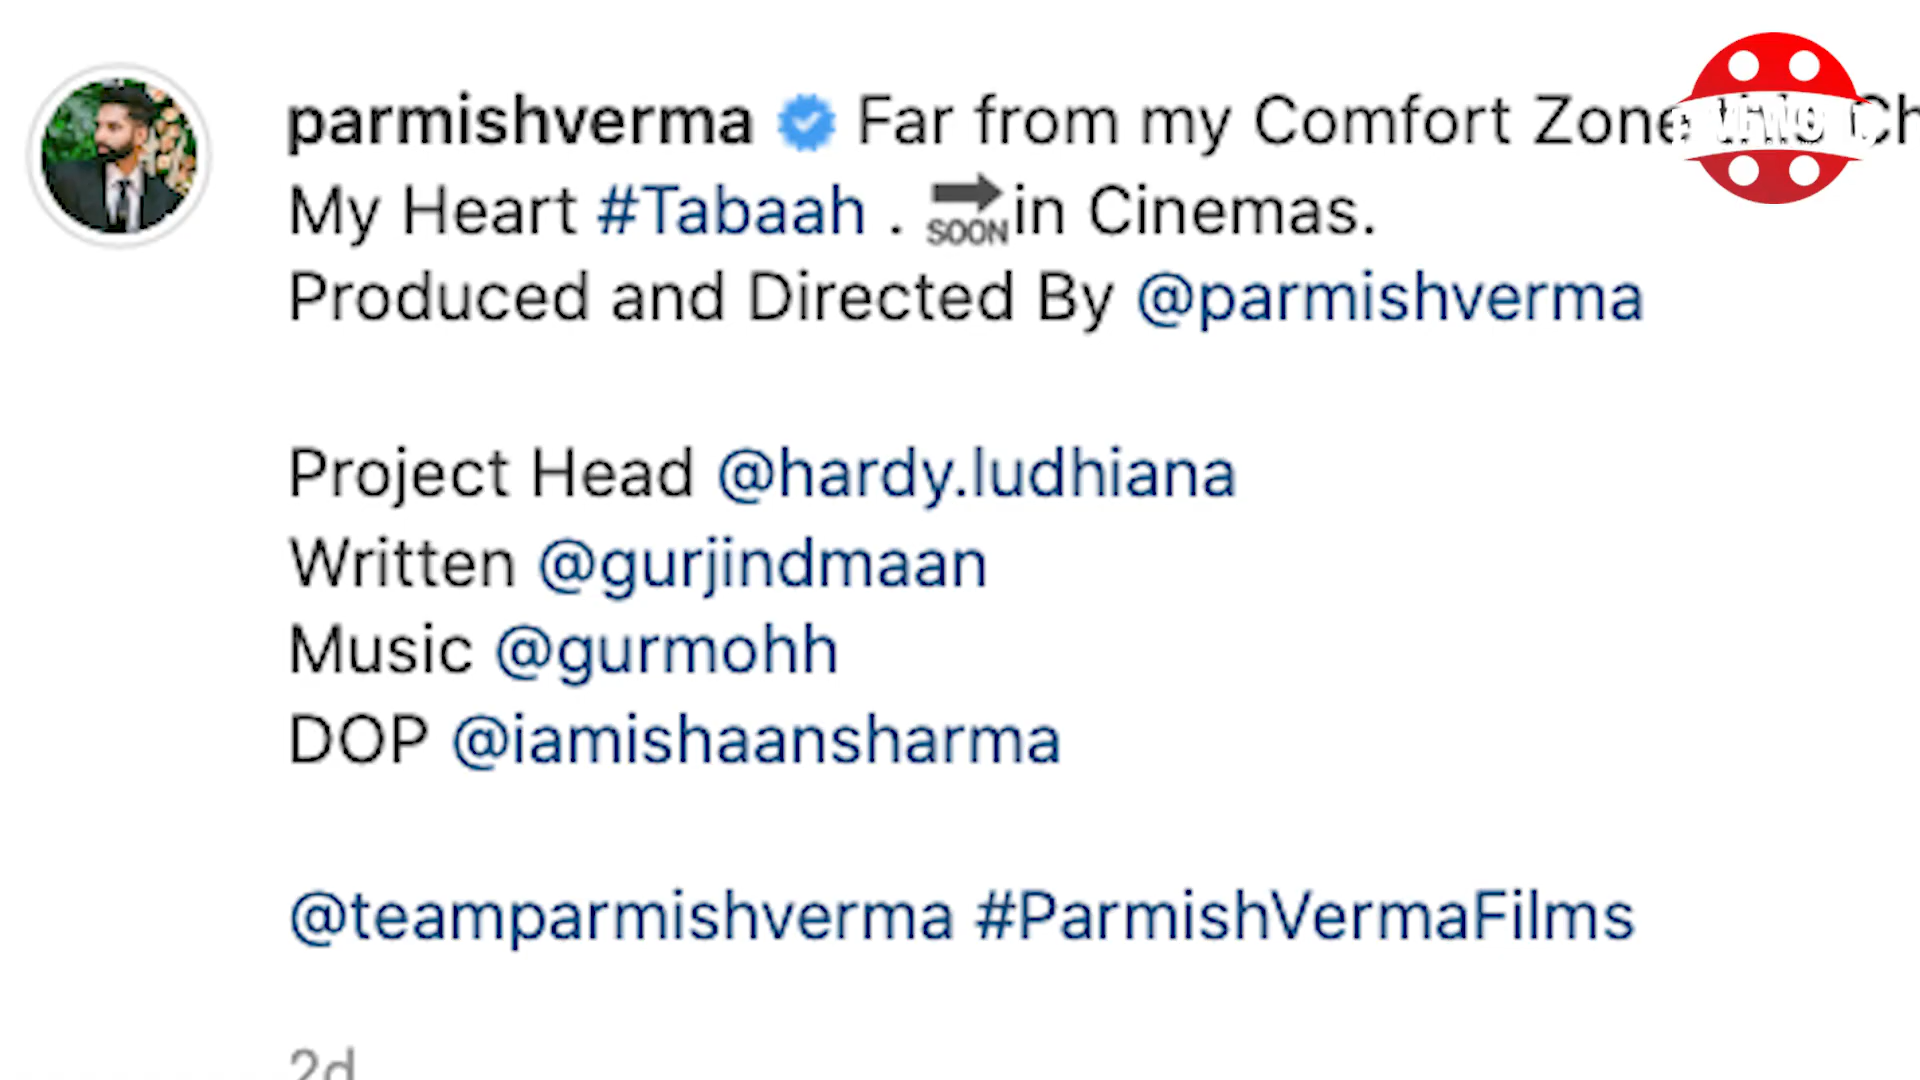 parmishverma Far from my Comfort Zone
My Heart #Tabaah . SOON in Cinemas.
Produced and Directed By @parmishverma
Project Head @hardy.ludhiana
Written @gurjindmaan
Music @gurmohh
DOP @iamishaansharma
@teamparmishverma #ParmishVermaFilms
2d